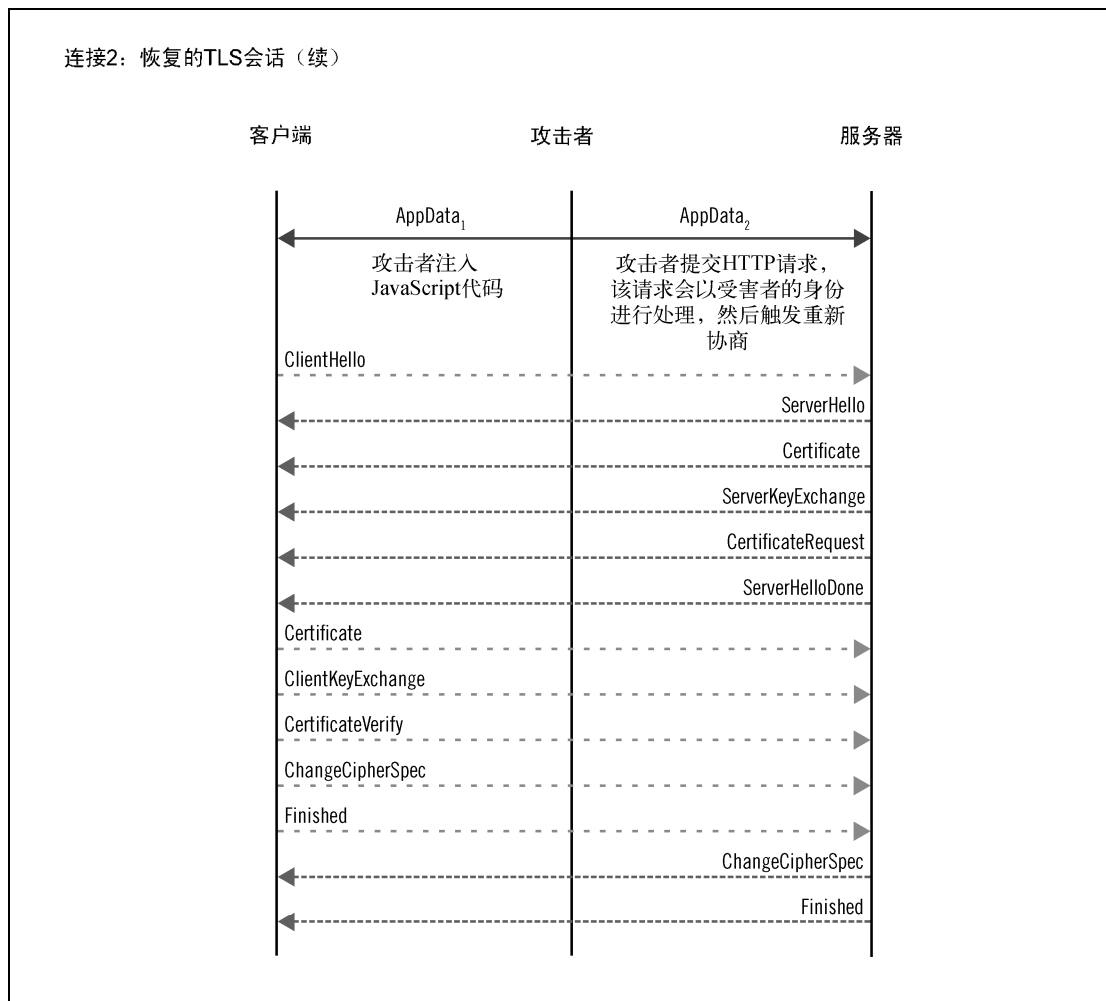 连接2：恢复的TLS会话（续）
客户端 攻击者 服务器
AppData1 AppData2
攻击者注入
JavaScript代码
攻击者提交HTTP请求，
该请求会以受害者的身份
进行处理，然后触发重新
协商
ClientHello
ServerHello
Certificate
ServerKeyExchange
CertificateRequest
ServerHelloDone
Certificate
ClientKeyExchange
CertificateVerify
ChangeCipherSpec
Finished
ChangeCipherSpec
Finished